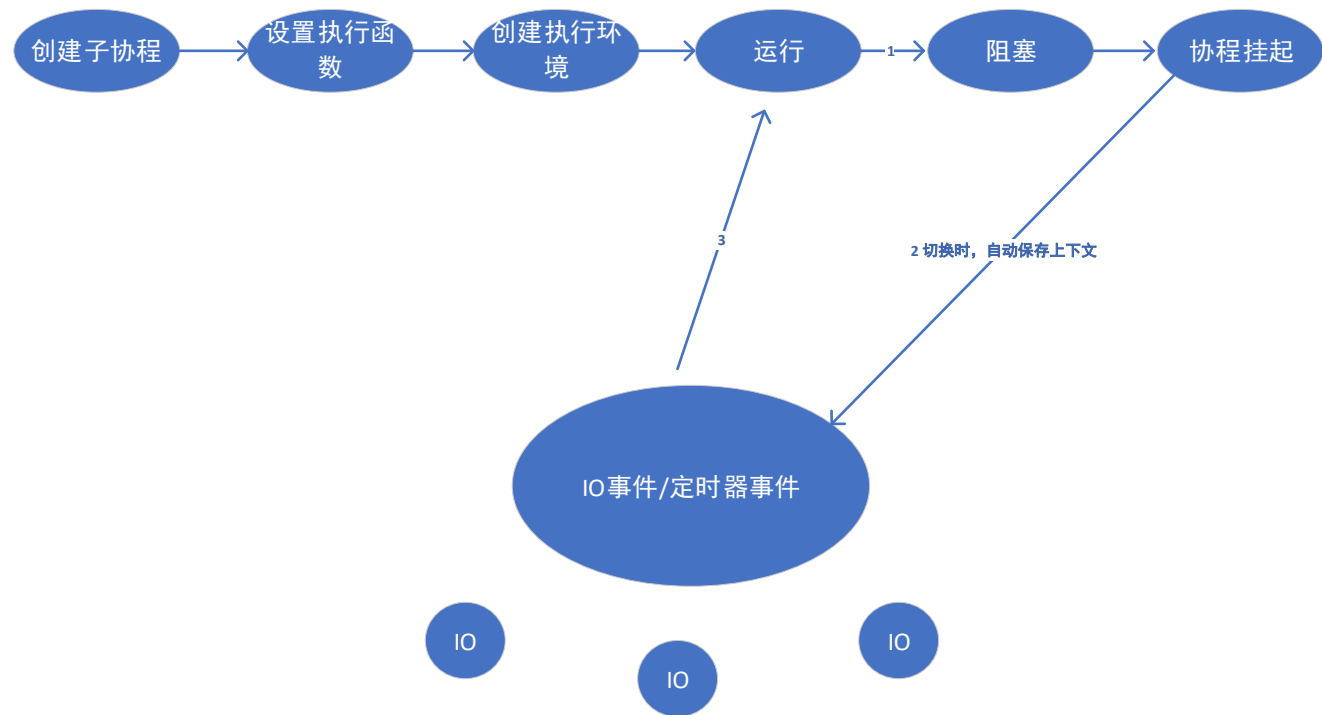 创建子协程
设置执行函
数
创建执行环
境
运行
1
阻塞
协程挂起
3
2 切换时，自动保存上下文
IO事件/定时器事件
IO
IO
IO